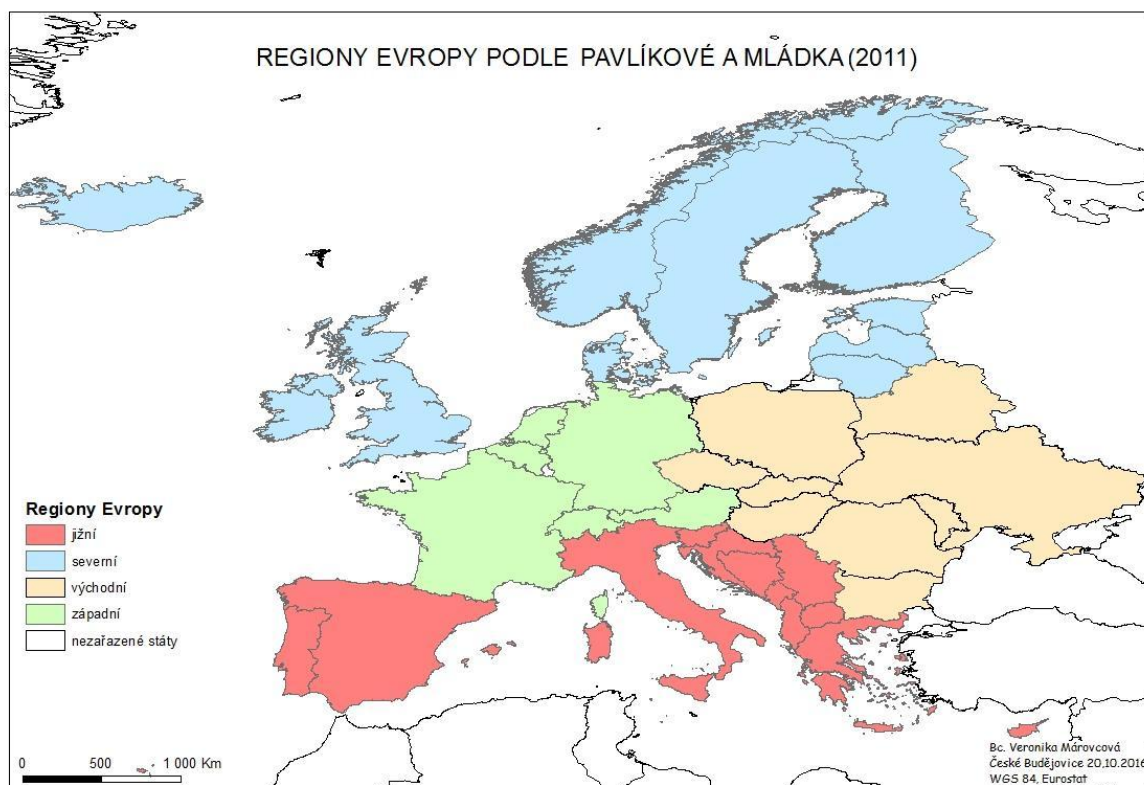 REGIONY EVROPY PODLE PAVLÍKOVÉ A MLÁDKA (2011)
Regiony Evropy
jižní
severní
východní
západní
nezařazené státy
0 500 1 000 Km
Bc. Veronika Márovcová
České Budějovice 20.10.2016
WGS 84, Eurostat